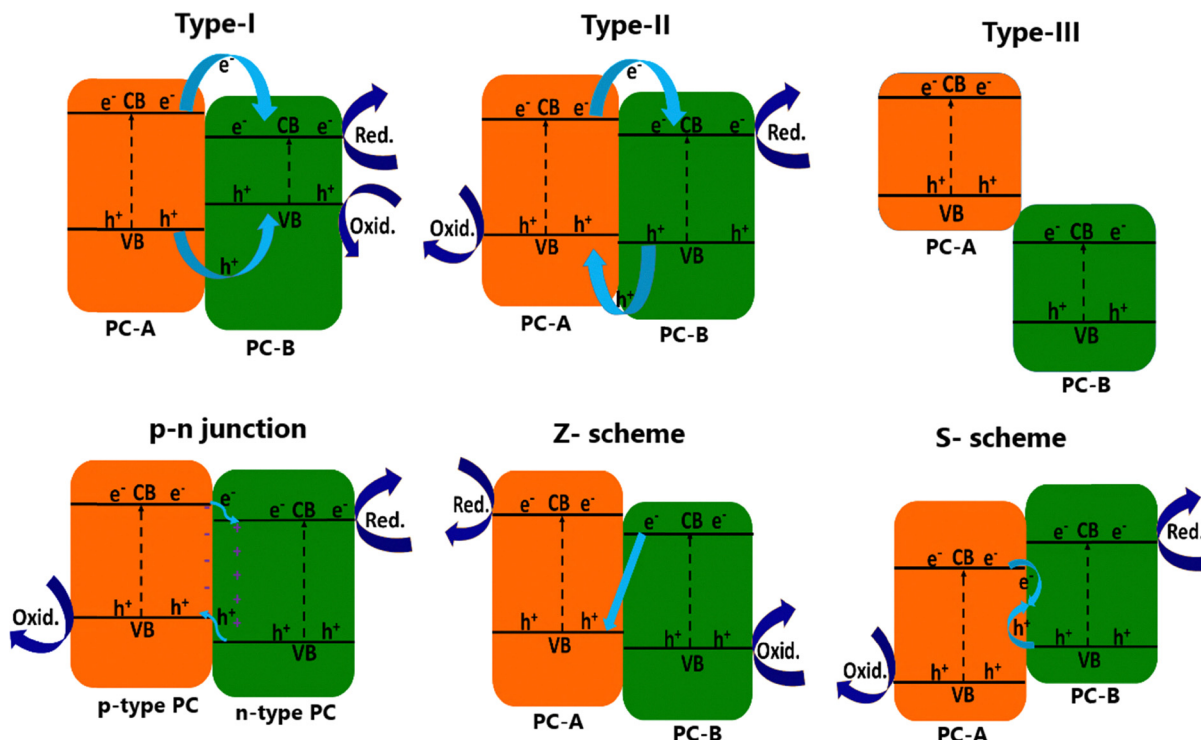 Type-I
e-
e- CB e-
e- CB e-
Red.
h+ h+
h+ h+
VB
VB
Oxid.
h+
PC-A
PC-B
Type-II
e-
e- CB e-
e- CB e-
Red.
Oxid.
h+ h+
VB
h+ h+
VB
h+
PC-A
PC-B
Type-III
e- CB e-
h+ h+
VB
PC-A
e- CB e-
h+ h+
VB
PC-B
p-n junction
e- CB e-
e-
e- CB e-
Red.
Oxid.
h+ h+
VB
h+
h+ h+
VB
p-type PC
n-type PC
Z- scheme
Red.
e- CB e-
e- CB e-
h+ h+
VB
h+ h+
VB
Oxid.
PC-A
PC-B
S- scheme
e- CB e-
Red.
e- CB e-
e-
h+
h+ h+
VB
Oxid.
h+ h+
VB
PC-B
PC-A